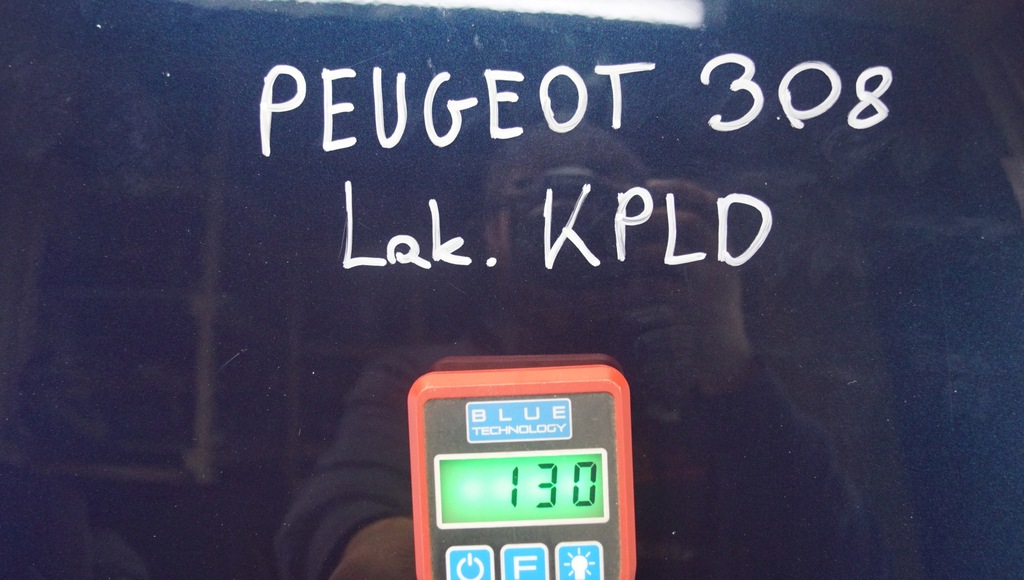 PEUGEOT 308
Lak. KPLD
BLUE
TECHNOLOGY
130
F